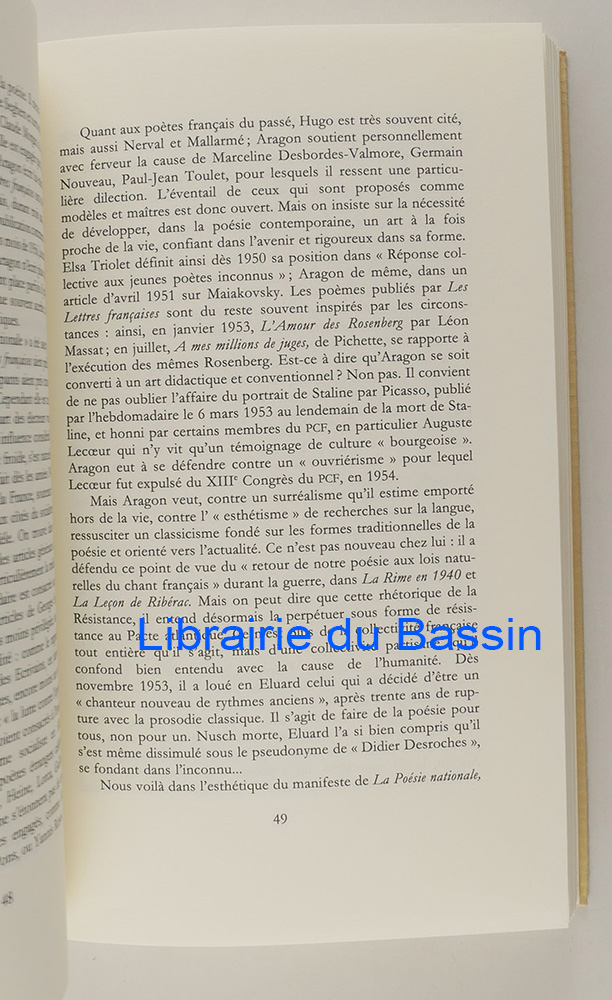 Quant aux poètes français du passé, Hugo est très souvent cité,
mais aussi Nerval et Mallarmé ; Aragon soutient personnellement
avec ferveur la cause de Marceline Desbordes-Valmore, Germain
Nouveau, Paul-Jean Toulet, pour lesquels il ressent une particu-
lière dilection. L'éventail de ceux qui sont proposés comme
modèles et maîtres est donc ouvert. Mais on insiste sur la nécessité
de développer, dans la poésie contemporaine, un art à la fois
proche de la vie, confiant dans l'avenir et rigoureux dans sa forme.
Elsa Triolet définit ainsi dès 1950 sa position dans « Réponse col-
lective aux jeunes poètes inconnus » ; Aragon de même, dans un
article d'avril 1951 sur Maiakovsky. Les poèmes publiés par Les
Lettres françaises sont du reste souvent inspirés par les circons-
tances : ainsi, en janvier 1953, L'Amour des Rosenberg par Léon
Massat ; en juillet, A mes millions de juges, de Pichette, se rapporte à
l'exécution des mêmes Rosenberg. Est-ce à dire qu'Aragon se soit
converti à un art didactique et conventionnel ? Non pas. Il convient
de ne pas oublier l'affaire du portrait de Staline par Picasso, publié
par l'hebdomadaire le 6 mars 1953 au lendemain de la mort de Sta-
line, et honni par certains membres du PCF, en particulier Auguste
Lecœur qui n'y vit qu'un témoignage de culture « bourgeoise ».
Aragon eut à se défendre contre un « ouvriérisme » pour lequel
Lecœur fut expulsé du XIIIe Congrès du PCF, en 1954.
Mais Aragon veut, contre un surréalisme qu'il estime emporté
hors de la vie, contre l' « esthétisme » de recherches sur la langue,
ressusciter un classicisme fondé sur les formes traditionnelles de la
poésie et orienté vers l'actualité. Ce n'est pas nouveau chez lui : il a
défendu ce point de vue du « retour de notre poésie aux lois natu-
relles du chant français » durant la guerre, dans La Rime en 1940 et
La Leçon de Ribérac. Mais on peut dire que cette rhétorique de la
Résistance, il entend désormais la perpétuer sous forme de résis-
tance au Pacte atlantique. Ce n'est plus de la collectivité française
tout entière qu'il s'agit, mais d'une collectivité partisane qu'il
confond bien entendu avec la cause de l'humanité. Dès
novembre 1953, il a loué en Eluard celui qui a décidé d'être un
« chanteur nouveau de rythmes anciens », après trente ans de rup-
ture avec la prosodie classique. Il s'agit de faire de la poésie pour
tous, non pour un. Nusch morte, Eluard l'a si bien compris qu'il
s'est même dissimulé sous le pseudonyme de « Didier Desroches »,
se fondant dans l'inconnu...
Nous voilà dans l'esthétique du manifeste de La Poésie nationale,
49
Librairie du Bassin
48